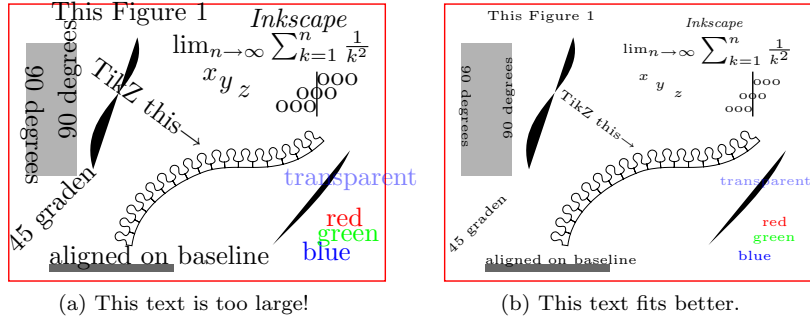 This Figure 1
Inkscape
lim_{n→∞} ∑_{k=1}^{n} 1/k²
x y z
ooo
ooo
ooo
90 degrees
90 degrees
TikZ this→
transparent
45 graden
red
green
blue
aligned on baseline
(a) This text is too large!
This Figure 1
Inkscape
lim_{n→∞} ∑_{k=1}^{n} 1/k²
x y z
ooo
ooo
ooo
90 degrees
90 degrees
TikZ this→
transparent
45 graden
red
green
blue
aligned on baseline
(b) This text fits better.